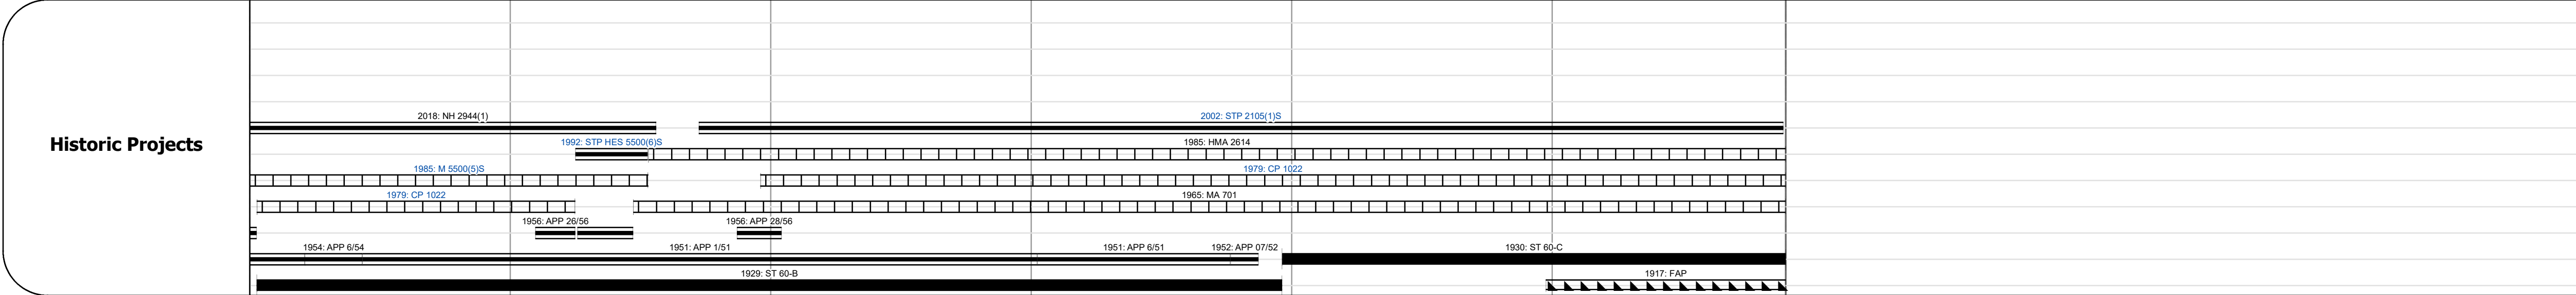 2018: NH 2944(1)
2002: STP 2105(1)S
1992: STP HES 5500(6)S
1985: HMA 2614
Historic Projects
1985: M 5500(5)S
1979: CP 1022
1979: CP 1022
1965: MA 701
1956: APP 26/56
1956: APP 28/56
1954: APP 6/54
1951: APP 1/51
1951: APP 6/51
1952: APP 07/52
1930: ST 60-C
1929: ST 60-B
1917: FAP